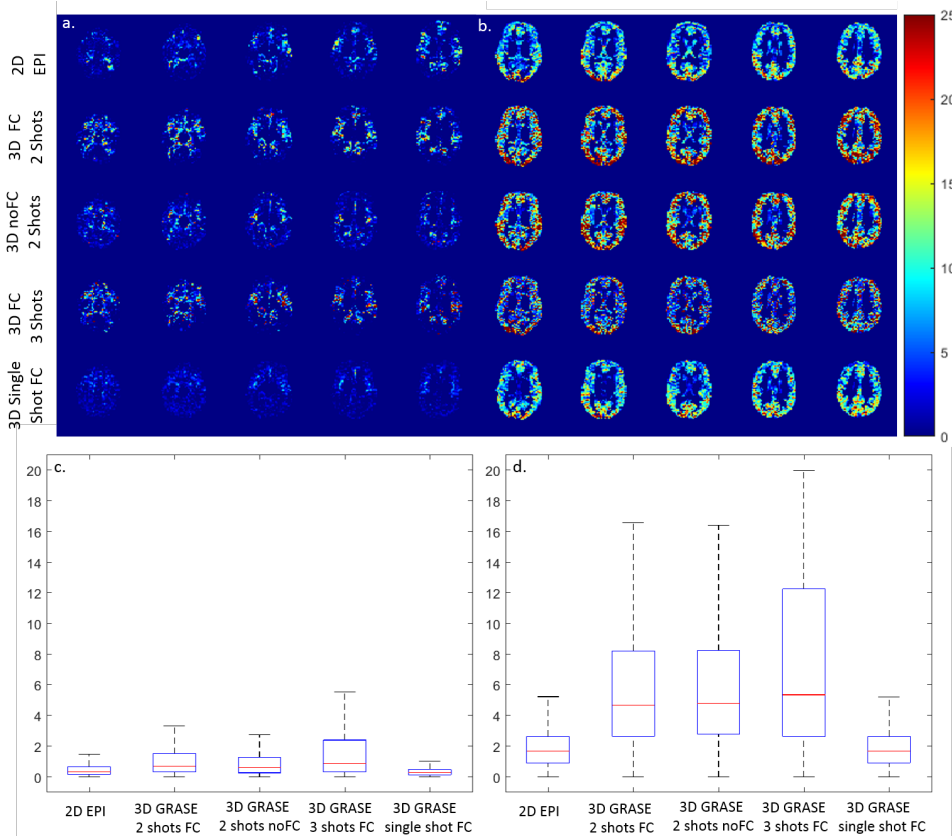 a.
b.
2D
EPI
3D FC
2 Shots
3D noFC
2 Shots
3D FC
3 Shots
3D Single
Shot FC
25
20
15
10
5
0
c.
20
18
16
14
12
10
8
6
4
2
0
2D EPI
3D GRASE
2 shots FC
3D GRASE
2 shots noFC
3D GRASE
3 shots FC
3D GRASE
single shot FC
d.
20
18
16
14
12
10
8
6
4
2
0
2D EPI
3D GRASE
2 shots FC
3D GRASE
2 shots noFC
3D GRASE
3 shots FC
3D GRASE
single shot FC